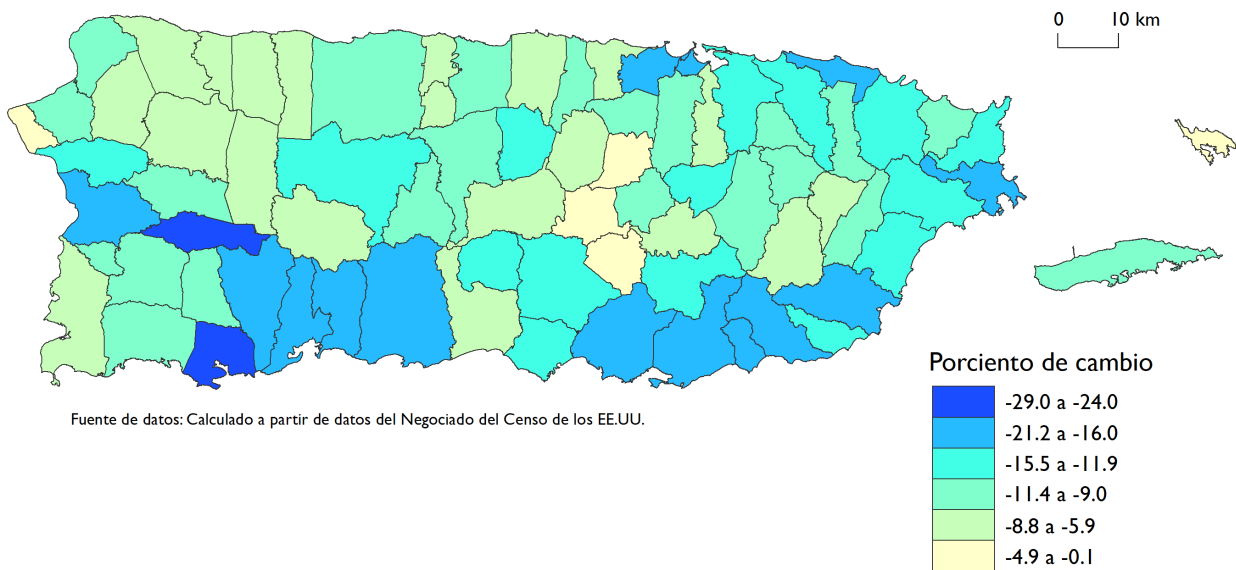 0 10 km
Porciento de cambio
-29.0 a -24.0
Fuente de datos: Calculado a partir de datos del Negociado del Censo de los EE.UU.
-21.2 a -16.0
-15.5 a -11.9
-11.4 a -9.0
-8.8 a -5.9
-4.9 a -0.1